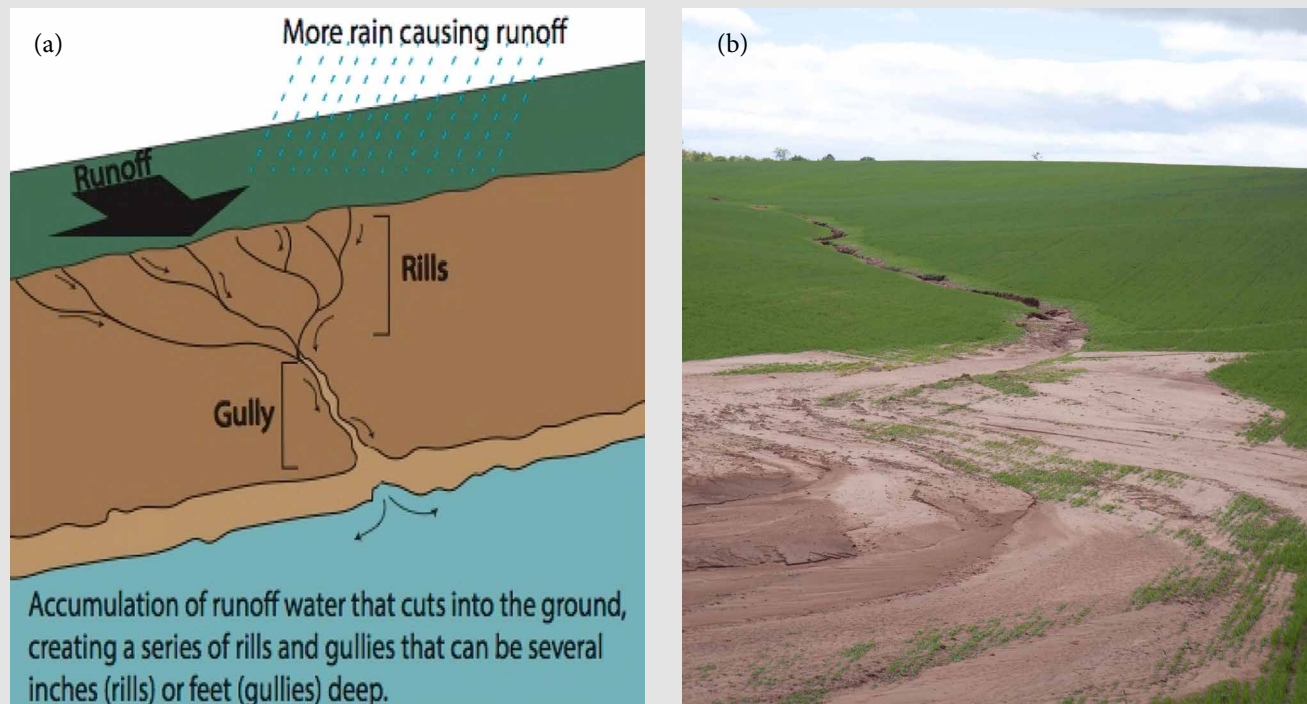 (a)
More rain causing runoff
Runoff
Rills
Gully
Accumulation of runoff water that cuts into the ground,
creating a series of rills and gullies that can be several
inches (rills) or feet (gullies) deep.
(b)